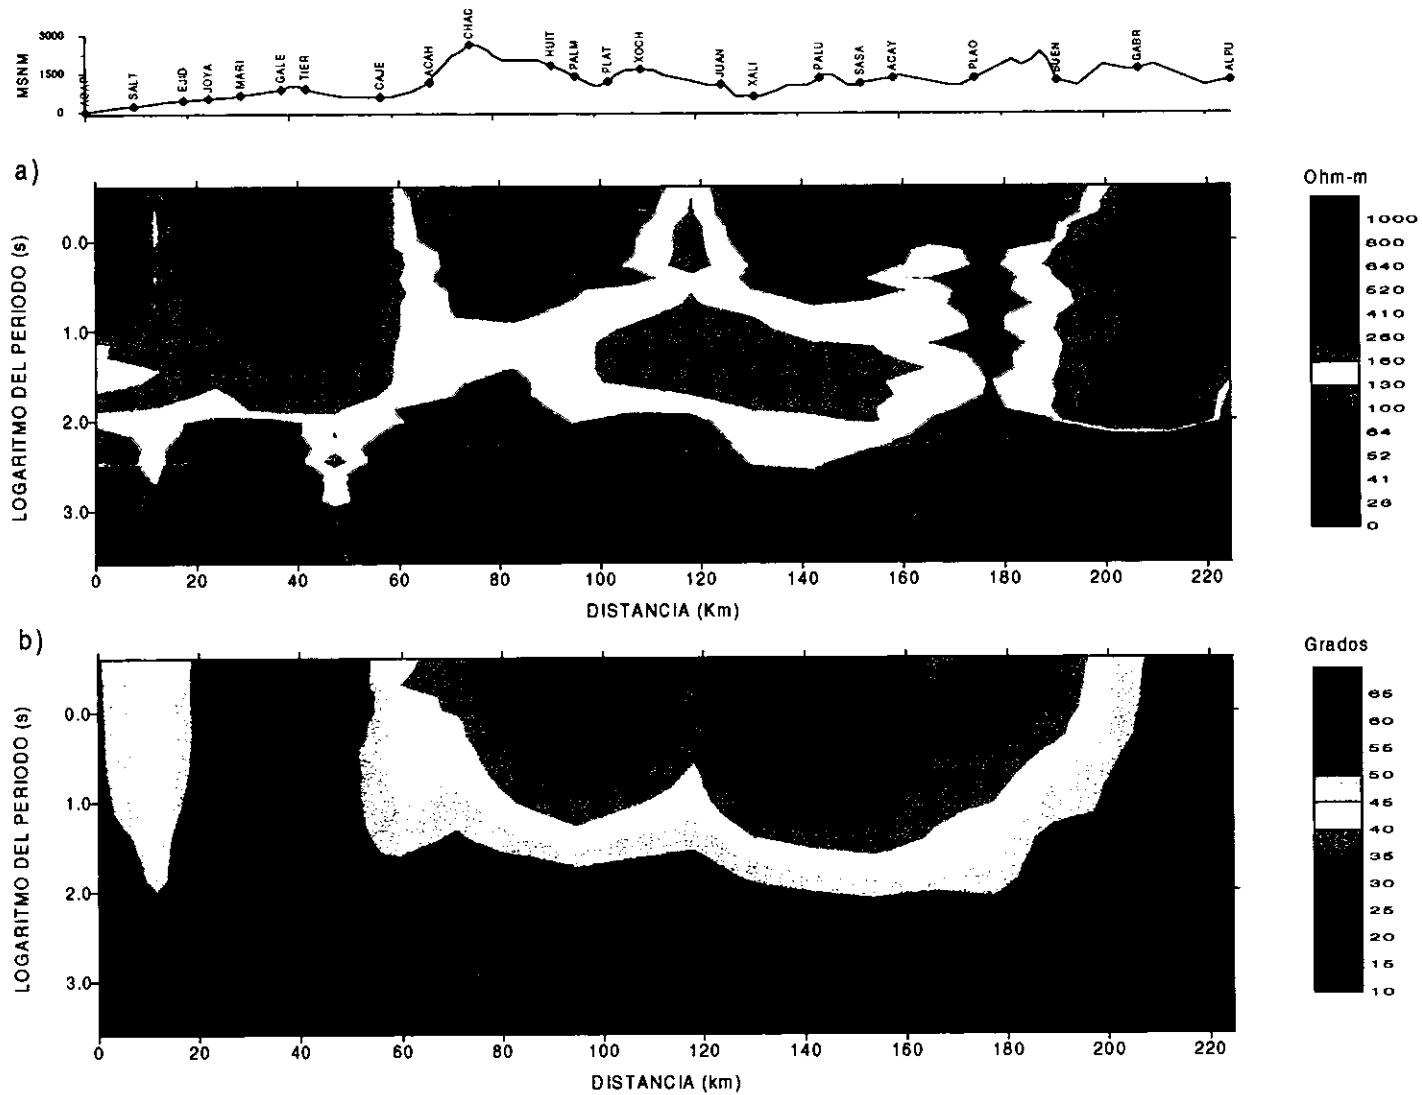 MSNM
3000
1500
0
SALT
EJID
JOYA
MARI
GALE
TIER
CAJE
ACAH
CHAC
HUIT
PALM
PLAT
XOCH
JUAN
XALI
PALU
SASA
ACAY
PLAO
BUEN
GABR
ALPU
a)
LOGARITMO DEL PERIODO (s)
0.0
1.0
2.0
3.0
0 20 40 60 80 100 120 140 160 180 200 220
DISTANCIA (Km)
Ohm-m
1000
800
640
520
410
260
160
130
100
64
52
41
26
0
b)
LOGARITMO DEL PERIODO (s)
0.0
1.0
2.0
3.0
0 20 40 60 80 100 120 140 160 180 200 220
DISTANCIA (km)
Grados
65
60
55
50
45
40
35
30
25
20
15
10